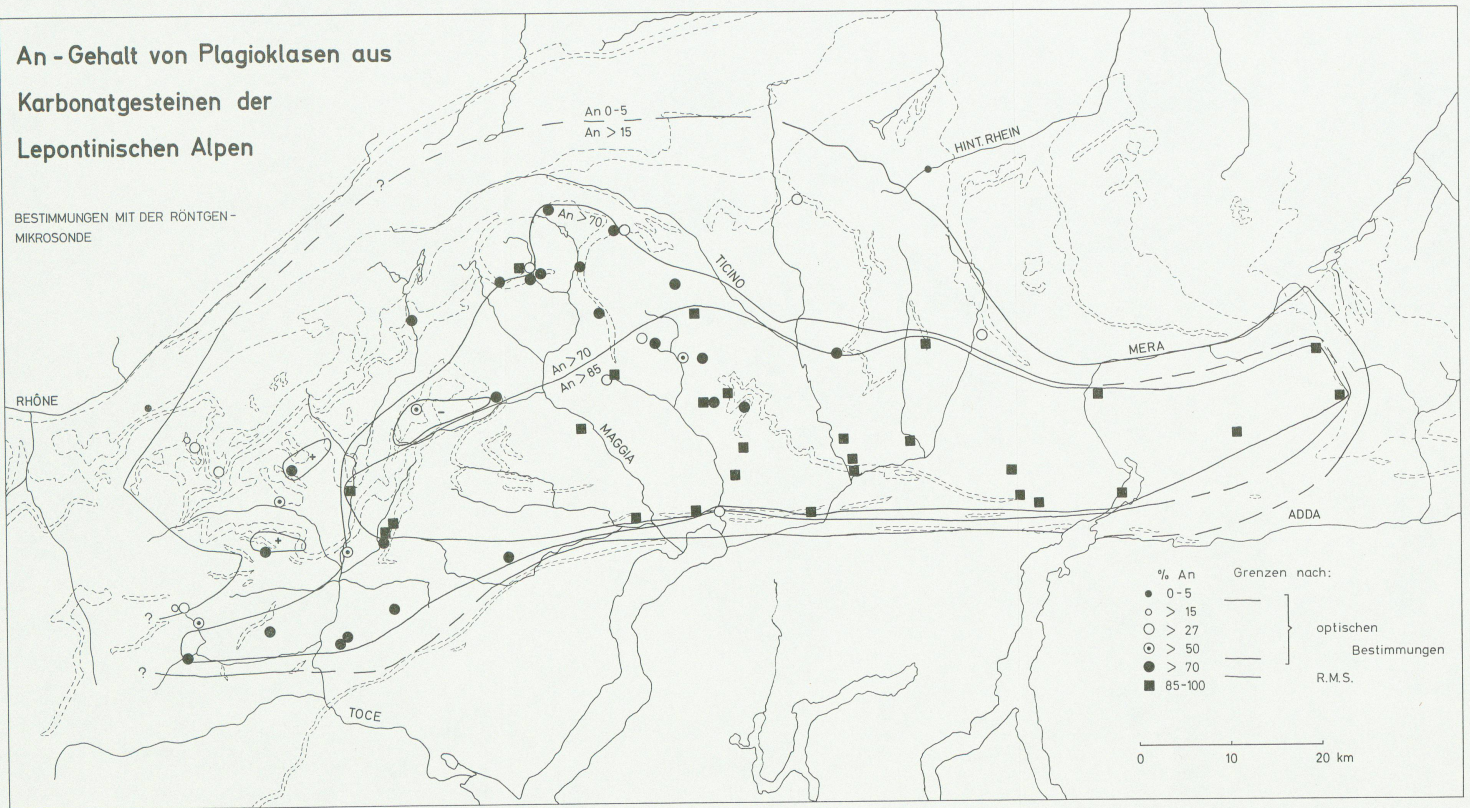 An - Gehalt von Plagioklasen aus
Karbonatgesteinen der
Lepontinischen Alpen
BESTIMMUNGEN MIT DER RÖNTGEN -
MIKROSONDE
An 0-5
An > 15
?
HINT. RHEIN
An > 70
TICINO
MERA
An > 70
An > 85
RHÔNE
-
+
MAGGIA
+
ADDA
?
?
TOCE
% An Grenzen nach:
0-5
> 15
> 27
> 50
> 70
85-100
optischen
Bestimmungen
R.M.S.
0 10 20 km